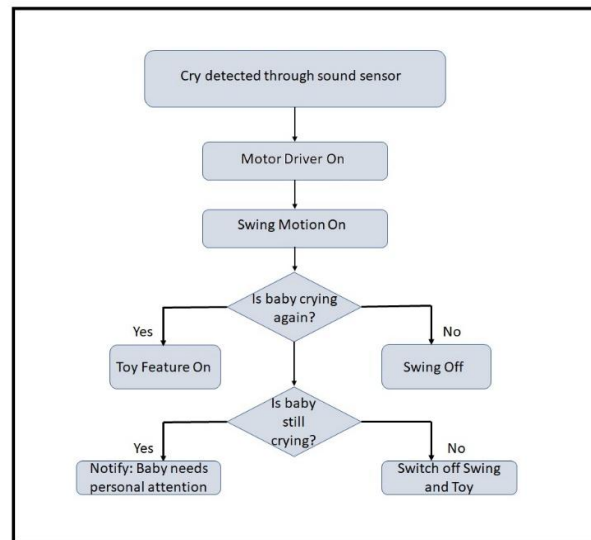 Cry detected through sound sensor
Motor Driver On
Swing Motion On
Is baby crying
again?
Yes
No
Toy Feature On
Swing Off
Is baby
still
crying?
Yes
No
Notify: Baby needs
personal attention
Switch off Swing
and Toy